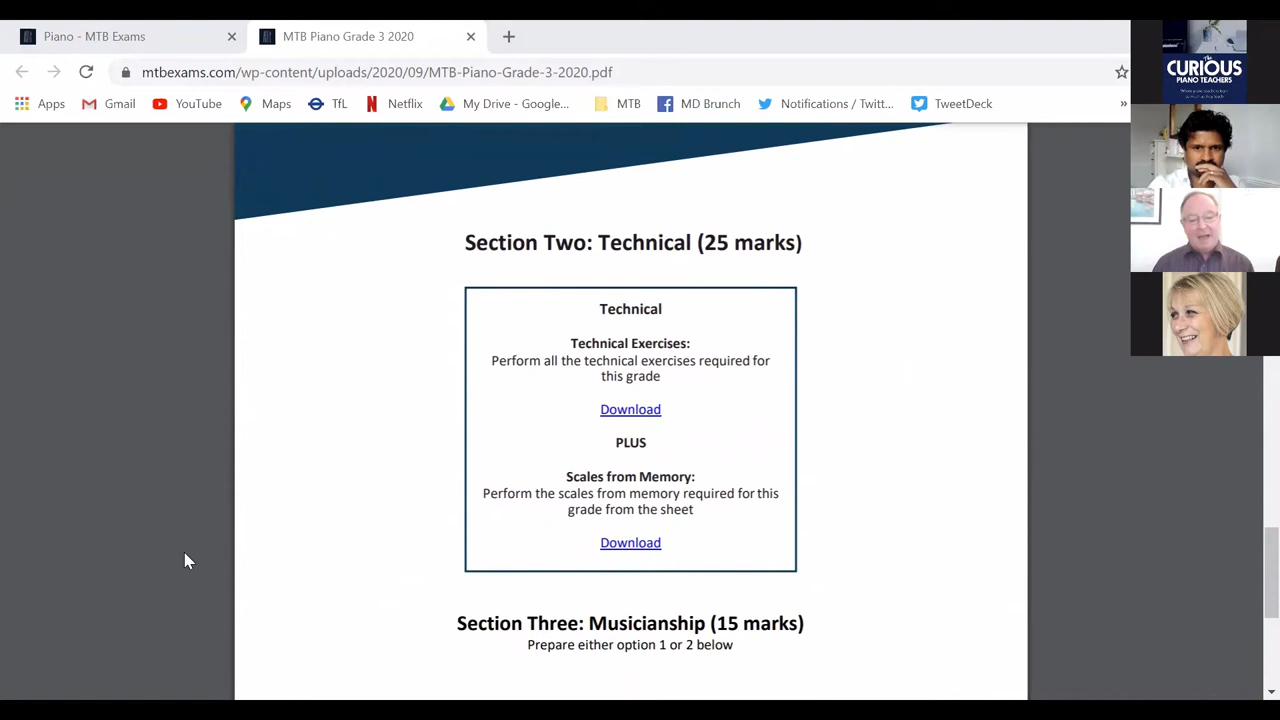 Piano - MTB Exams
MTB Piano Grade 3 2020
mtbexams.com/wp-content/uploads/2020/09/MTB-Piano-Grade-3-2020.pdf
Apps Gmail YouTube Maps TfL Netflix My Drive - Google... MTB MD Brunch Notifications / Twitt... TweetDeck »
The
CURIOUS
PIANO TEACHERS
Section Two: Technical (25 marks)
Technical
Technical Exercises:
Perform all the technical exercises required for
this grade
Download
PLUS
Scales from Memory:
Perform the scales from memory required for this
grade from the sheet
Download
Section Three: Musicianship (15 marks)
Prepare either option 1 or 2 below